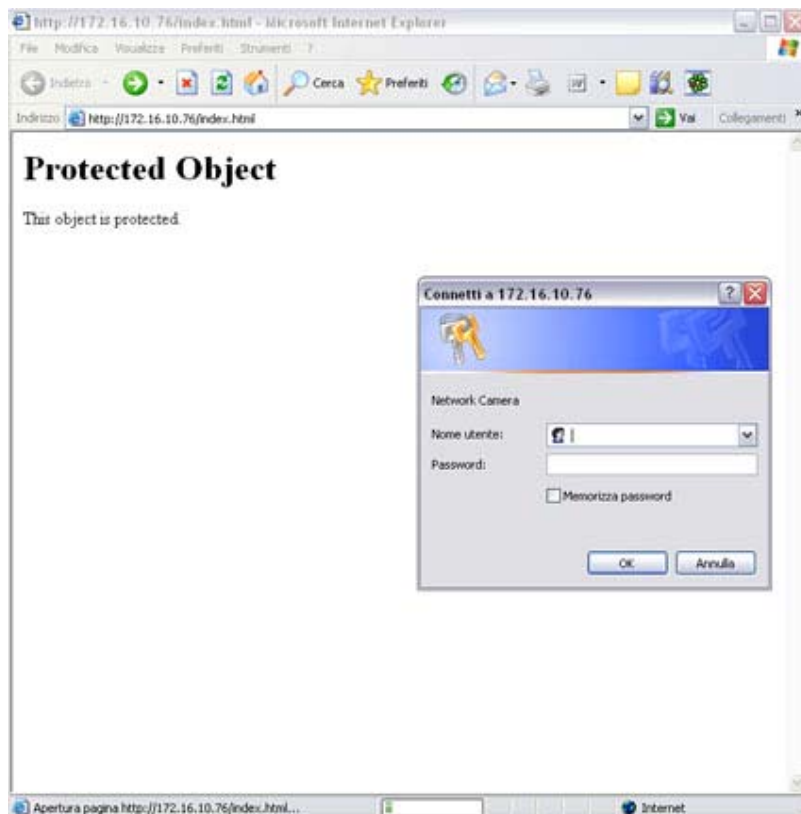 http://172.16.10.76/index.html - Microsoft Internet Explorer
File Modifica Visualizza Preferiti Strumenti ?
Indietro Cerca Preferiti
Indirizzo http://172.16.10.76/index.html Vai Collegamenti »
Protected Object
This object is protected.
Connetti a 172.16.10.76
Network Camera
Nome utente:
Password:
Memorizza password
OK Annulla
Apertura pagina http://172.16.10.76/index.html... Internet